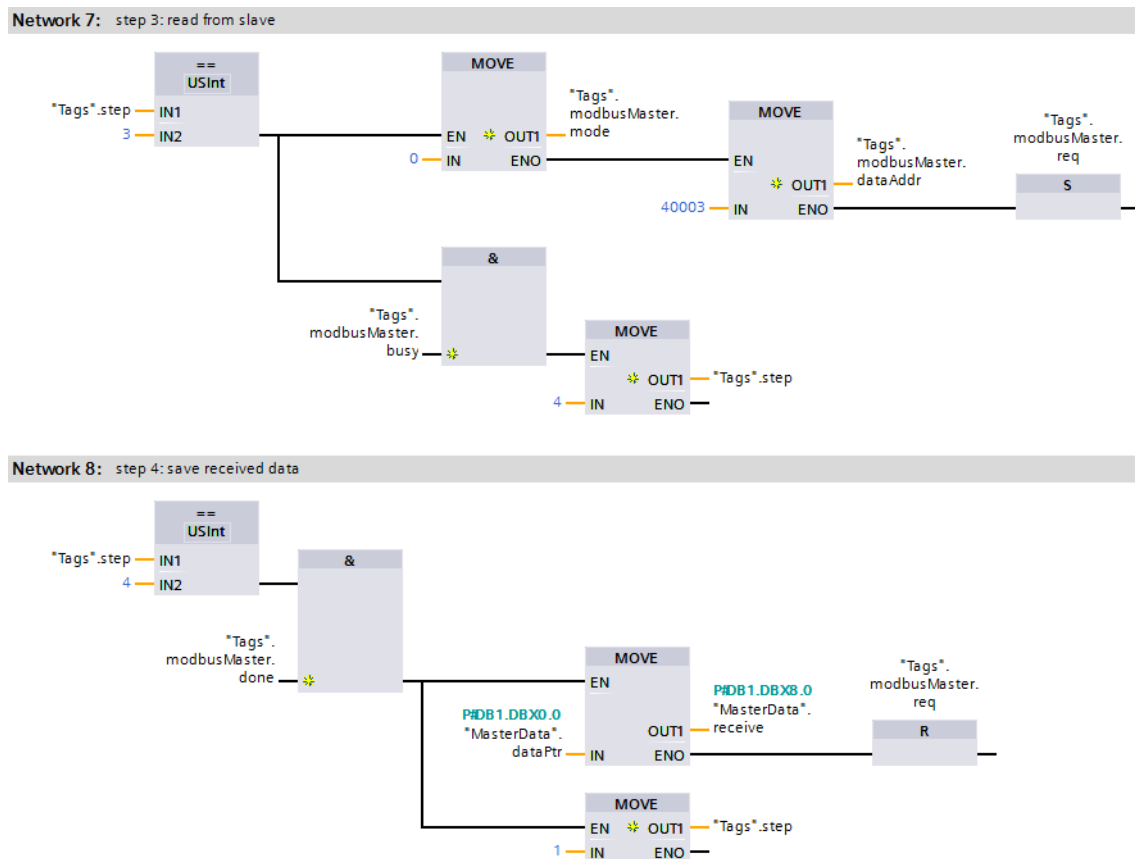 Network 7: step 3: read from slave
==
USInt
"Tags".step
IN1
3
IN2
MOVE
EN
OUT1
"Tags".
modbusMaster.
mode
0
IN
ENO
MOVE
EN
OUT1
"Tags".
modbusMaster.
dataAddr
40003
IN
ENO
"Tags".
modbusMaster.
req
S
&
"Tags".
modbusMaster.
busy
MOVE
EN
OUT1
"Tags".step
4
IN
ENO
Network 8: step 4: save received data
==
USInt
"Tags".step
IN1
4
IN2
&
"Tags".
modbusMaster.
done
MOVE
EN
P#DB1.DBX0.0
"MasterData".
dataPtr
IN
OUT1
P#DB1.DBX8.0
"MasterData".
receive
ENO
"Tags".
modbusMaster.
req
R
MOVE
EN
OUT1
"Tags".step
1
IN
ENO